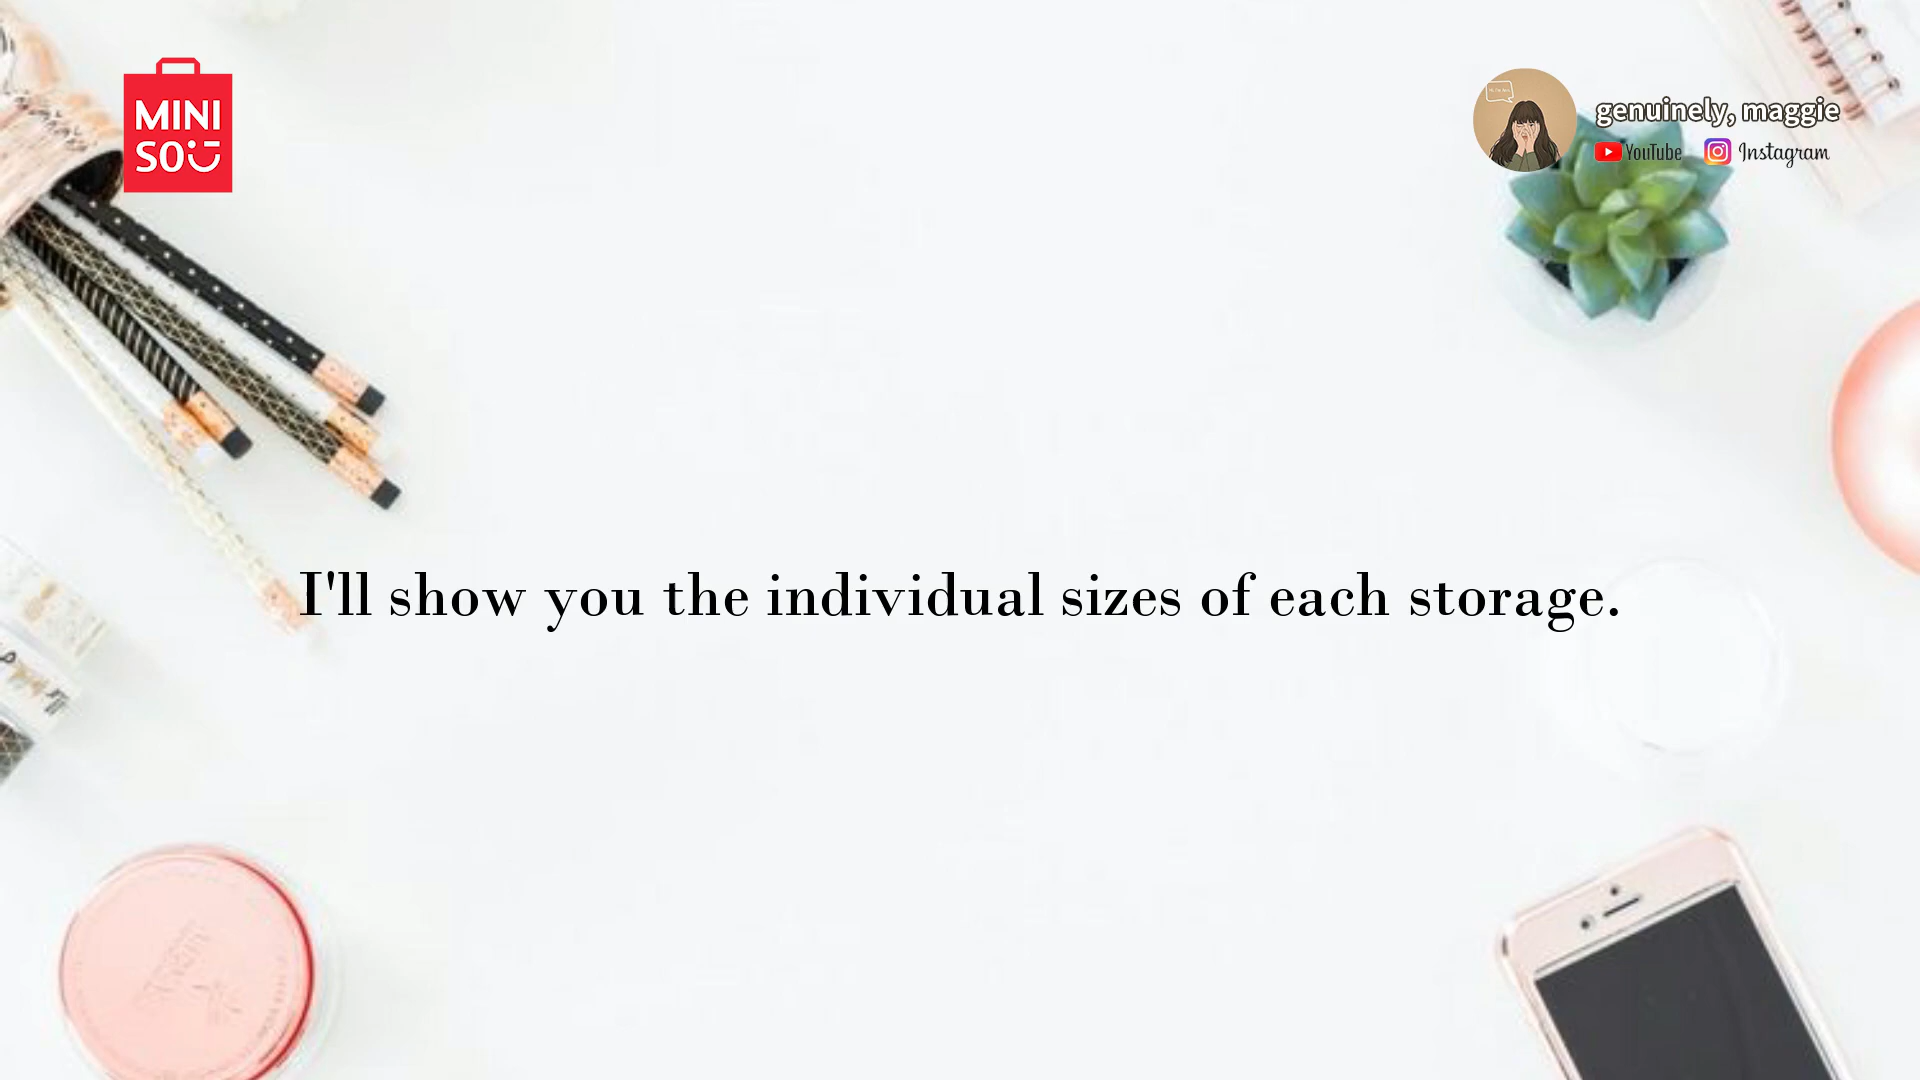 MINI
SO
genuinely, maggie
YouTube Instagram
I'll show you the individual sizes of each storage.